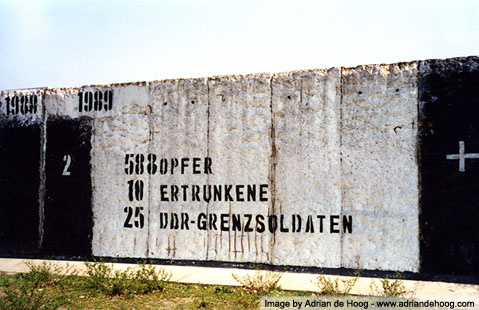 1988 1989
2
588 OPFER
10 ERTRUNKENE
25 DDR-GRENZSOLDATEN
Image by Adrian de Hoog, www.adriandehoog.com